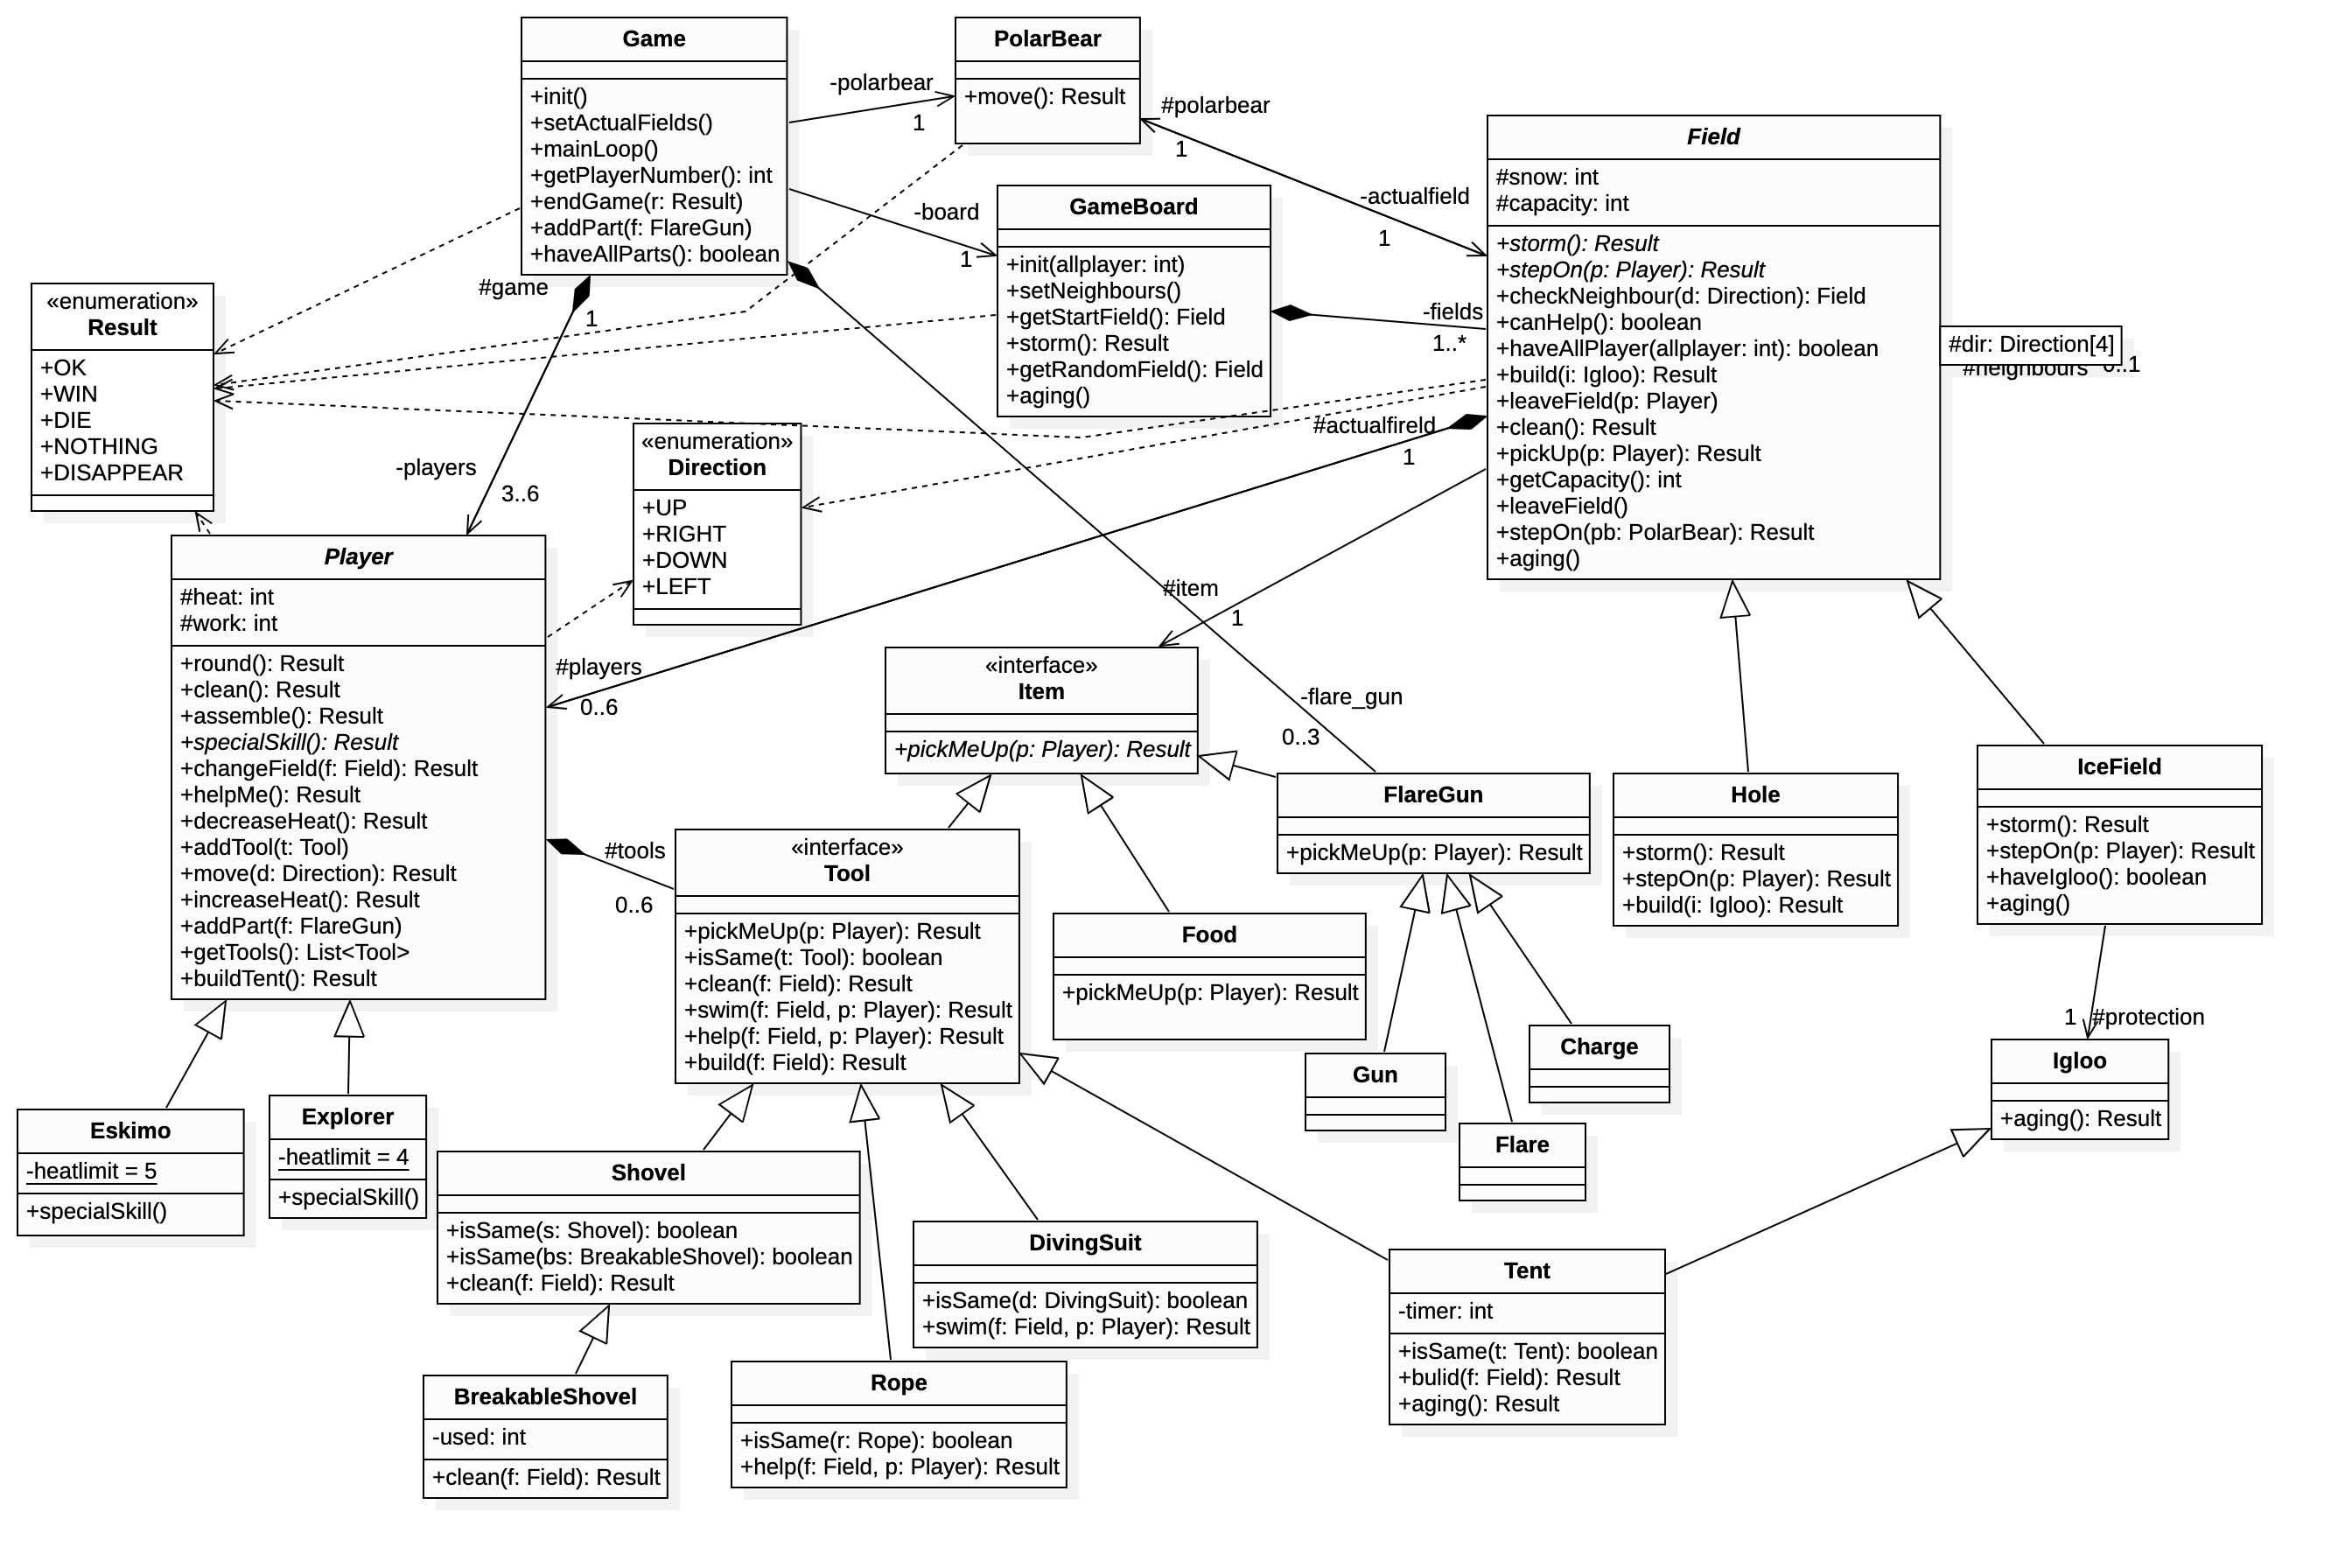 Game
+init()
+setActualFields()
+mainLoop()
+getPlayerNumber(): int
+endGame(r: Result)
+addPart(f: FlareGun)
+haveAllParts(): boolean
-polarbear
1
PolarBear
+move(): Result
#polarbear
1
-actualfield
1
-board
1
GameBoard
+init(allplayer: int)
+setNeighbours()
+getStartField(): Field
+storm(): Result
+getRandomField(): Field
+aging()
-fields
1..*
Field
#snow: int
#capacity: int
+storm(): Result
+stepOn(p: Player): Result
+checkNeighbour(d: Direction): Field
+canHelp(): boolean
+haveAllPlayer(allplayer: int): boolean
+build(i: Igloo): Result
+leaveField(p: Player)
+clean(): Result
+pickUp(p: Player): Result
+getCapacity(): int
+leaveField()
+stepOn(pb: PolarBear): Result
+aging()
#dir: Direction[4]
#neighbours
0..1
«enumeration»
Result
+OK
+WIN
+DIE
+NOTHING
+DISAPPEAR
#game
1
-players
3..6
«enumeration»
Direction
+UP
+RIGHT
+DOWN
+LEFT
#actualfireld
1
#players
0..6
#item
1
-flare_gun
0..3
Player
#heat: int
#work: int
+round(): Result
+clean(): Result
+assemble(): Result
+specialSkill(): Result
+changeField(f: Field): Result
+helpMe(): Result
+decreaseHeat(): Result
+addTool(t: Tool)
+move(d: Direction): Result
+increaseHeat(): Result
+addPart(f: FlareGun)
+getTools(): List<Tool>
+buildTent(): Result
#tools
0..6
«interface»
Item
+pickMeUp(p: Player): Result
«interface»
Tool
+pickMeUp(p: Player): Result
+isSame(t: Tool): boolean
+clean(f: Field): Result
+swim(f: Field, p: Player): Result
+help(f: Field, p: Player): Result
+build(f: Field): Result
Food
+pickMeUp(p: Player): Result
FlareGun
+pickMeUp(p: Player): Result
Hole
+storm(): Result
+stepOn(p: Player): Result
+build(i: Igloo): Result
IceField
+storm(): Result
+stepOn(p: Player): Result
+haveIgloo(): boolean
+aging()
1
#protection
Igloo
+aging(): Result
Gun
Charge
Flare
Eskimo
-heatlimit = 5
+specialSkill()
Explorer
-heatlimit = 4
+specialSkill()
Shovel
+isSame(s: Shovel): boolean
+isSame(bs: BreakableShovel): boolean
+clean(f: Field): Result
DivingSuit
+isSame(d: DivingSuit): boolean
+swim(f: Field, p: Player): Result
Tent
-timer: int
+isSame(t: Tent): boolean
+bulid(f: Field): Result
+aging(): Result
BreakableShovel
-used: int
+clean(f: Field): Result
Rope
+isSame(r: Rope): boolean
+help(f: Field, p: Player): Result